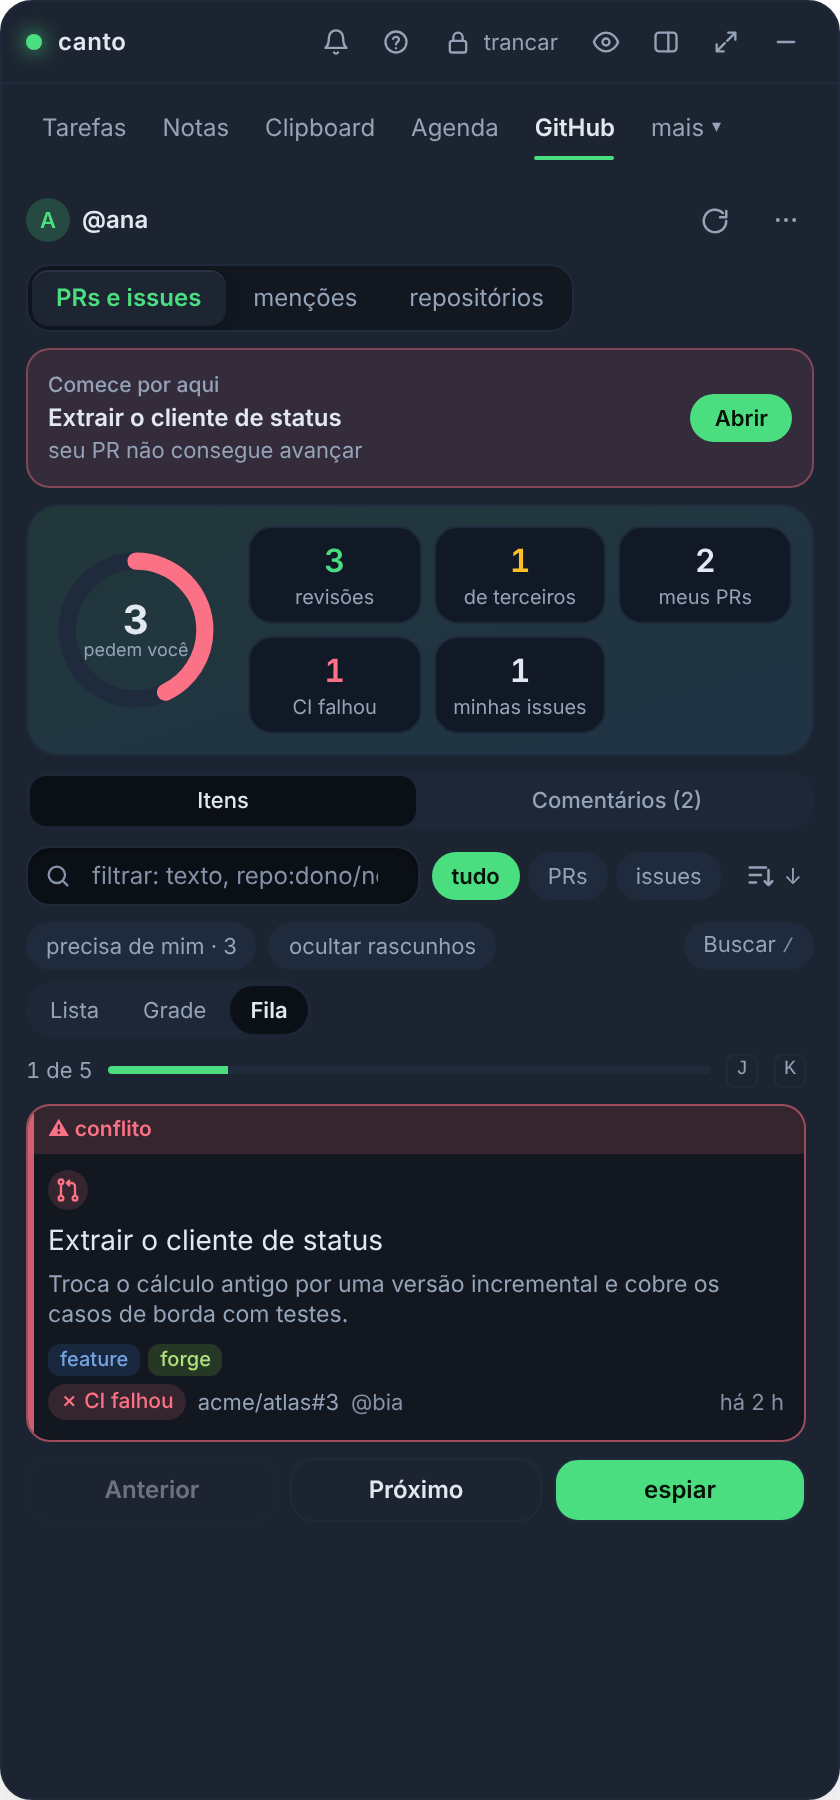 canto
trancar
Tarefas Notas Clipboard Agenda GitHub mais ▾
A @ana
PRs e issues menções repositórios
Comece por aqui
Extrair o cliente de status
seu PR não consegue avançar
Abrir
3
pedem você
3
revisões
1
de terceiros
2
meus PRs
1
CI falhou
1
minhas issues
Itens Comentários (2)
filtrar: texto, repo:dono/n
tudo PRs issues
precisa de mim · 3 ocultar rascunhos Buscar /
Lista Grade Fila
1 de 5 J K
conflito
Extrair o cliente de status
Troca o cálculo antigo por uma versão incremental e cobre os
casos de borda com testes.
feature forge
× CI falhou acme/atlas#3 @bia há 2 h
Anterior Próximo espiar